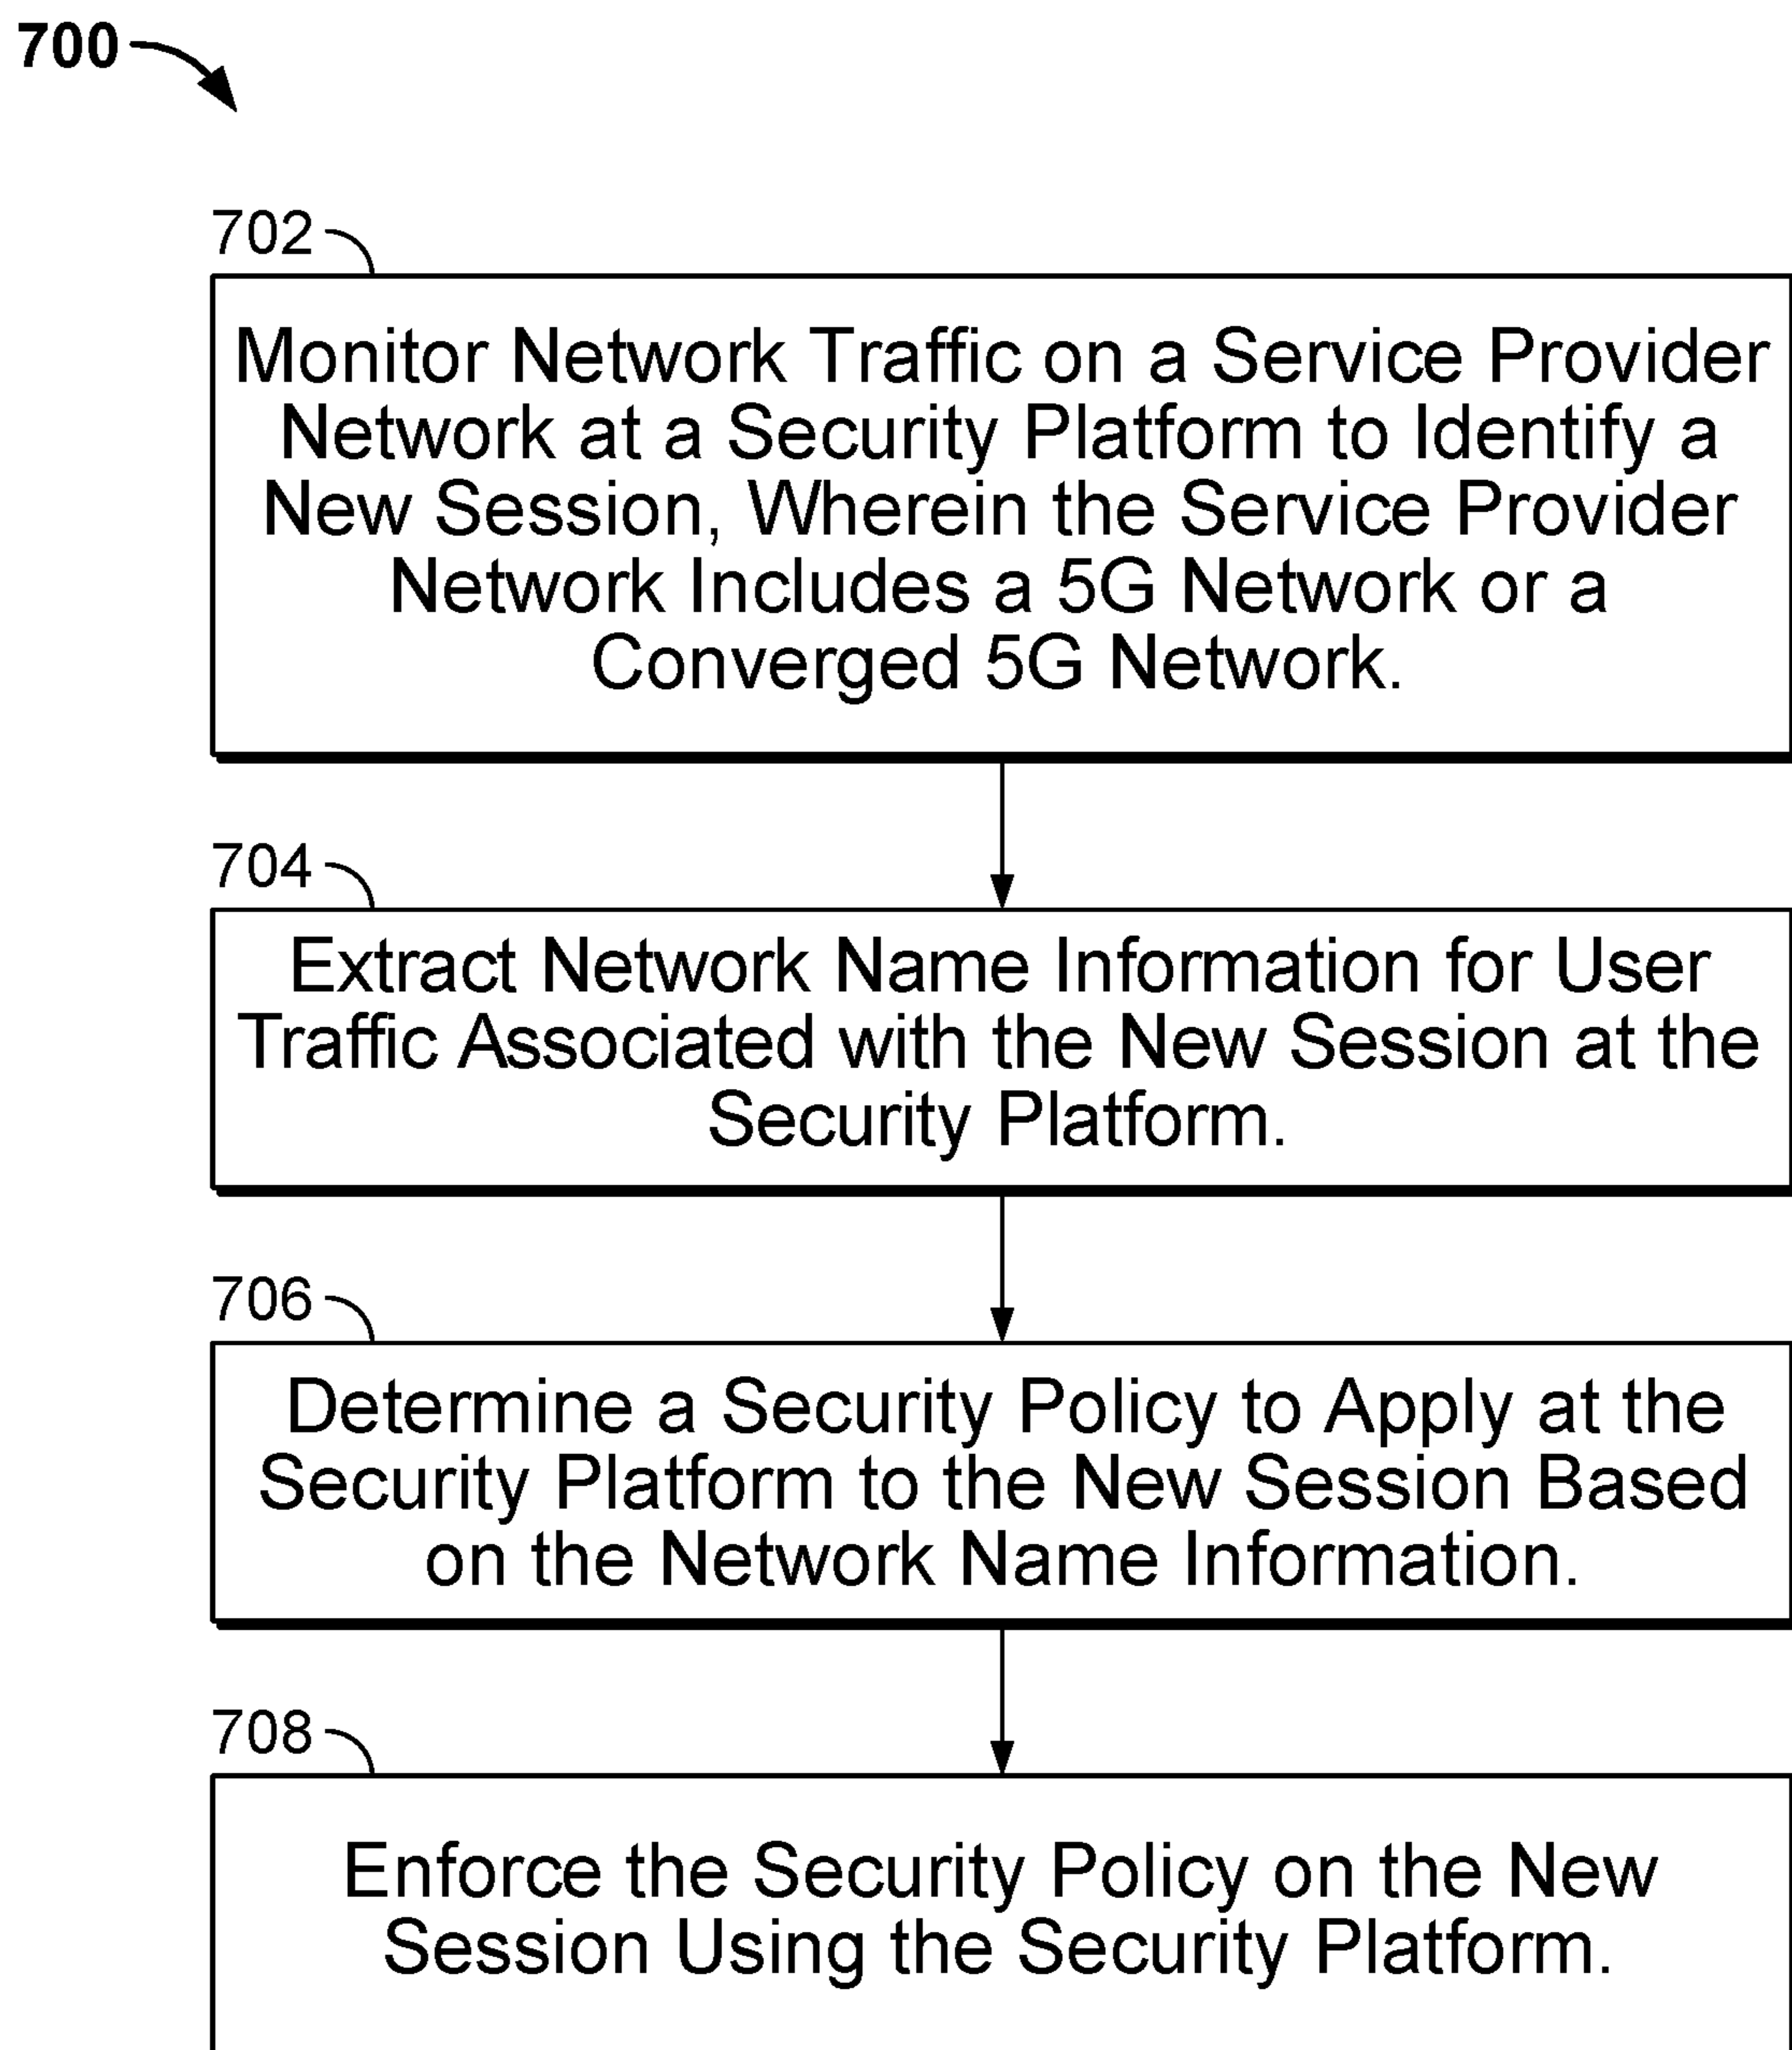 700
702
Monitor Network Traffic on a Service Provider
Network at a Security Platform to Identify a
New Session, Wherein the Service Provider
Network Includes a 5G Network or a
Converged 5G Network.
704
Extract Network Name Information for User
Traffic Associated with the New Session at the
Security Platform.
706
Determine a Security Policy to Apply at the
Security Platform to the New Session Based
on the Network Name Information.
708
Enforce the Security Policy on the New
Session Using the Security Platform.